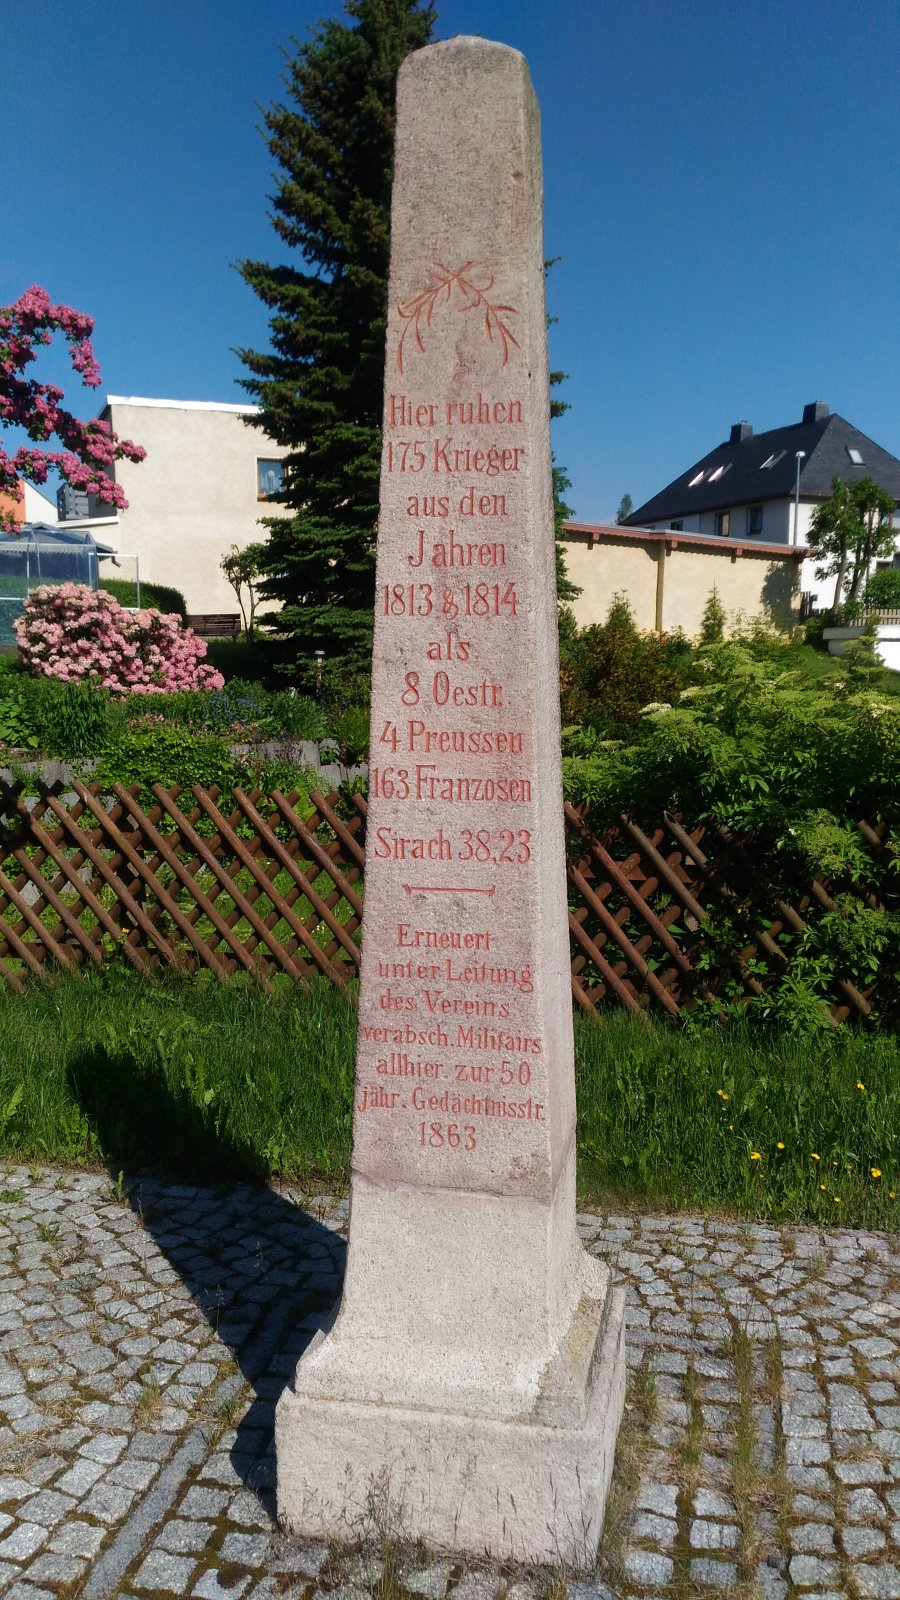 Hier ruhen
175 Krieger
aus den
Jahren
1813 & 1814
als
8 Oestr.
4 Preussen
163 Franzosen
Sirach 38,23
Erneuert
unter Leitung
des Vereins
verabsch. Militairs
allhier. zur 50
jähr. Gedächtnisstr.
1863